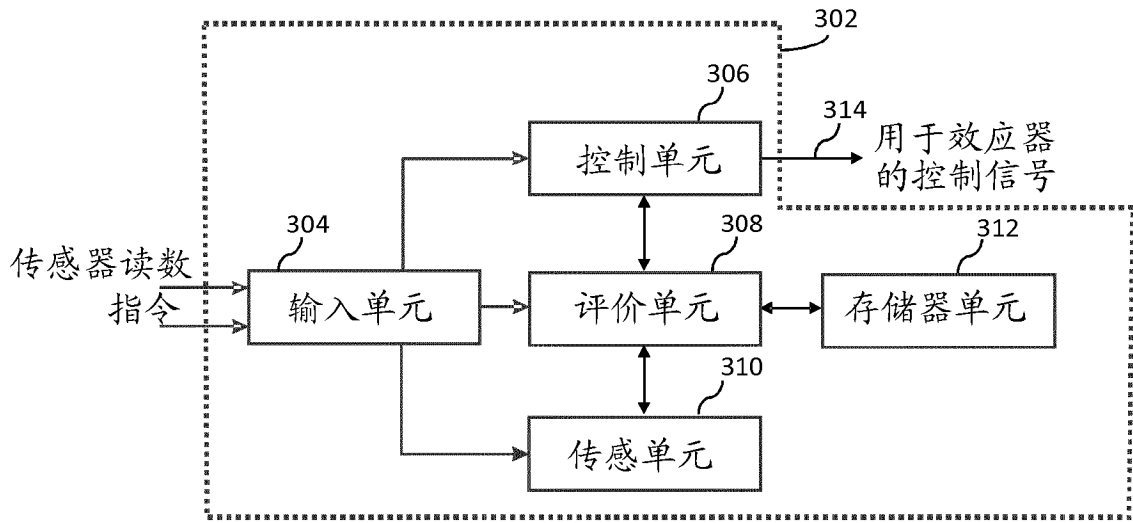 302
306
控制单元
314
用于效应器
的控制信号
304
308
312
传感器读数
指令
输入单元
评价单元
存储器单元
310
传感单元